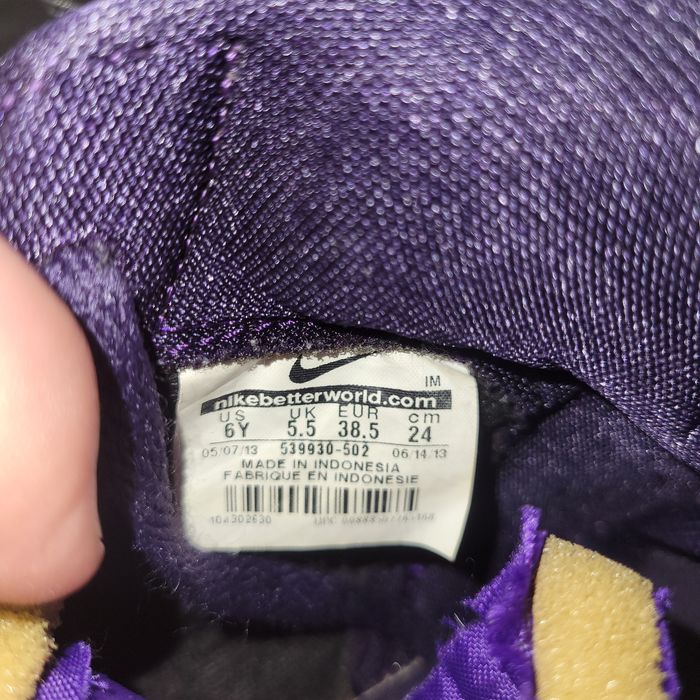 IM
nikebetterworld.com
US UK EUR cm
6Y 5.5 38.5 24
05/07/13 539930-502 06/14/13
MADE IN INDONESIA
FABRIQUE EN INDONESIE
UPC